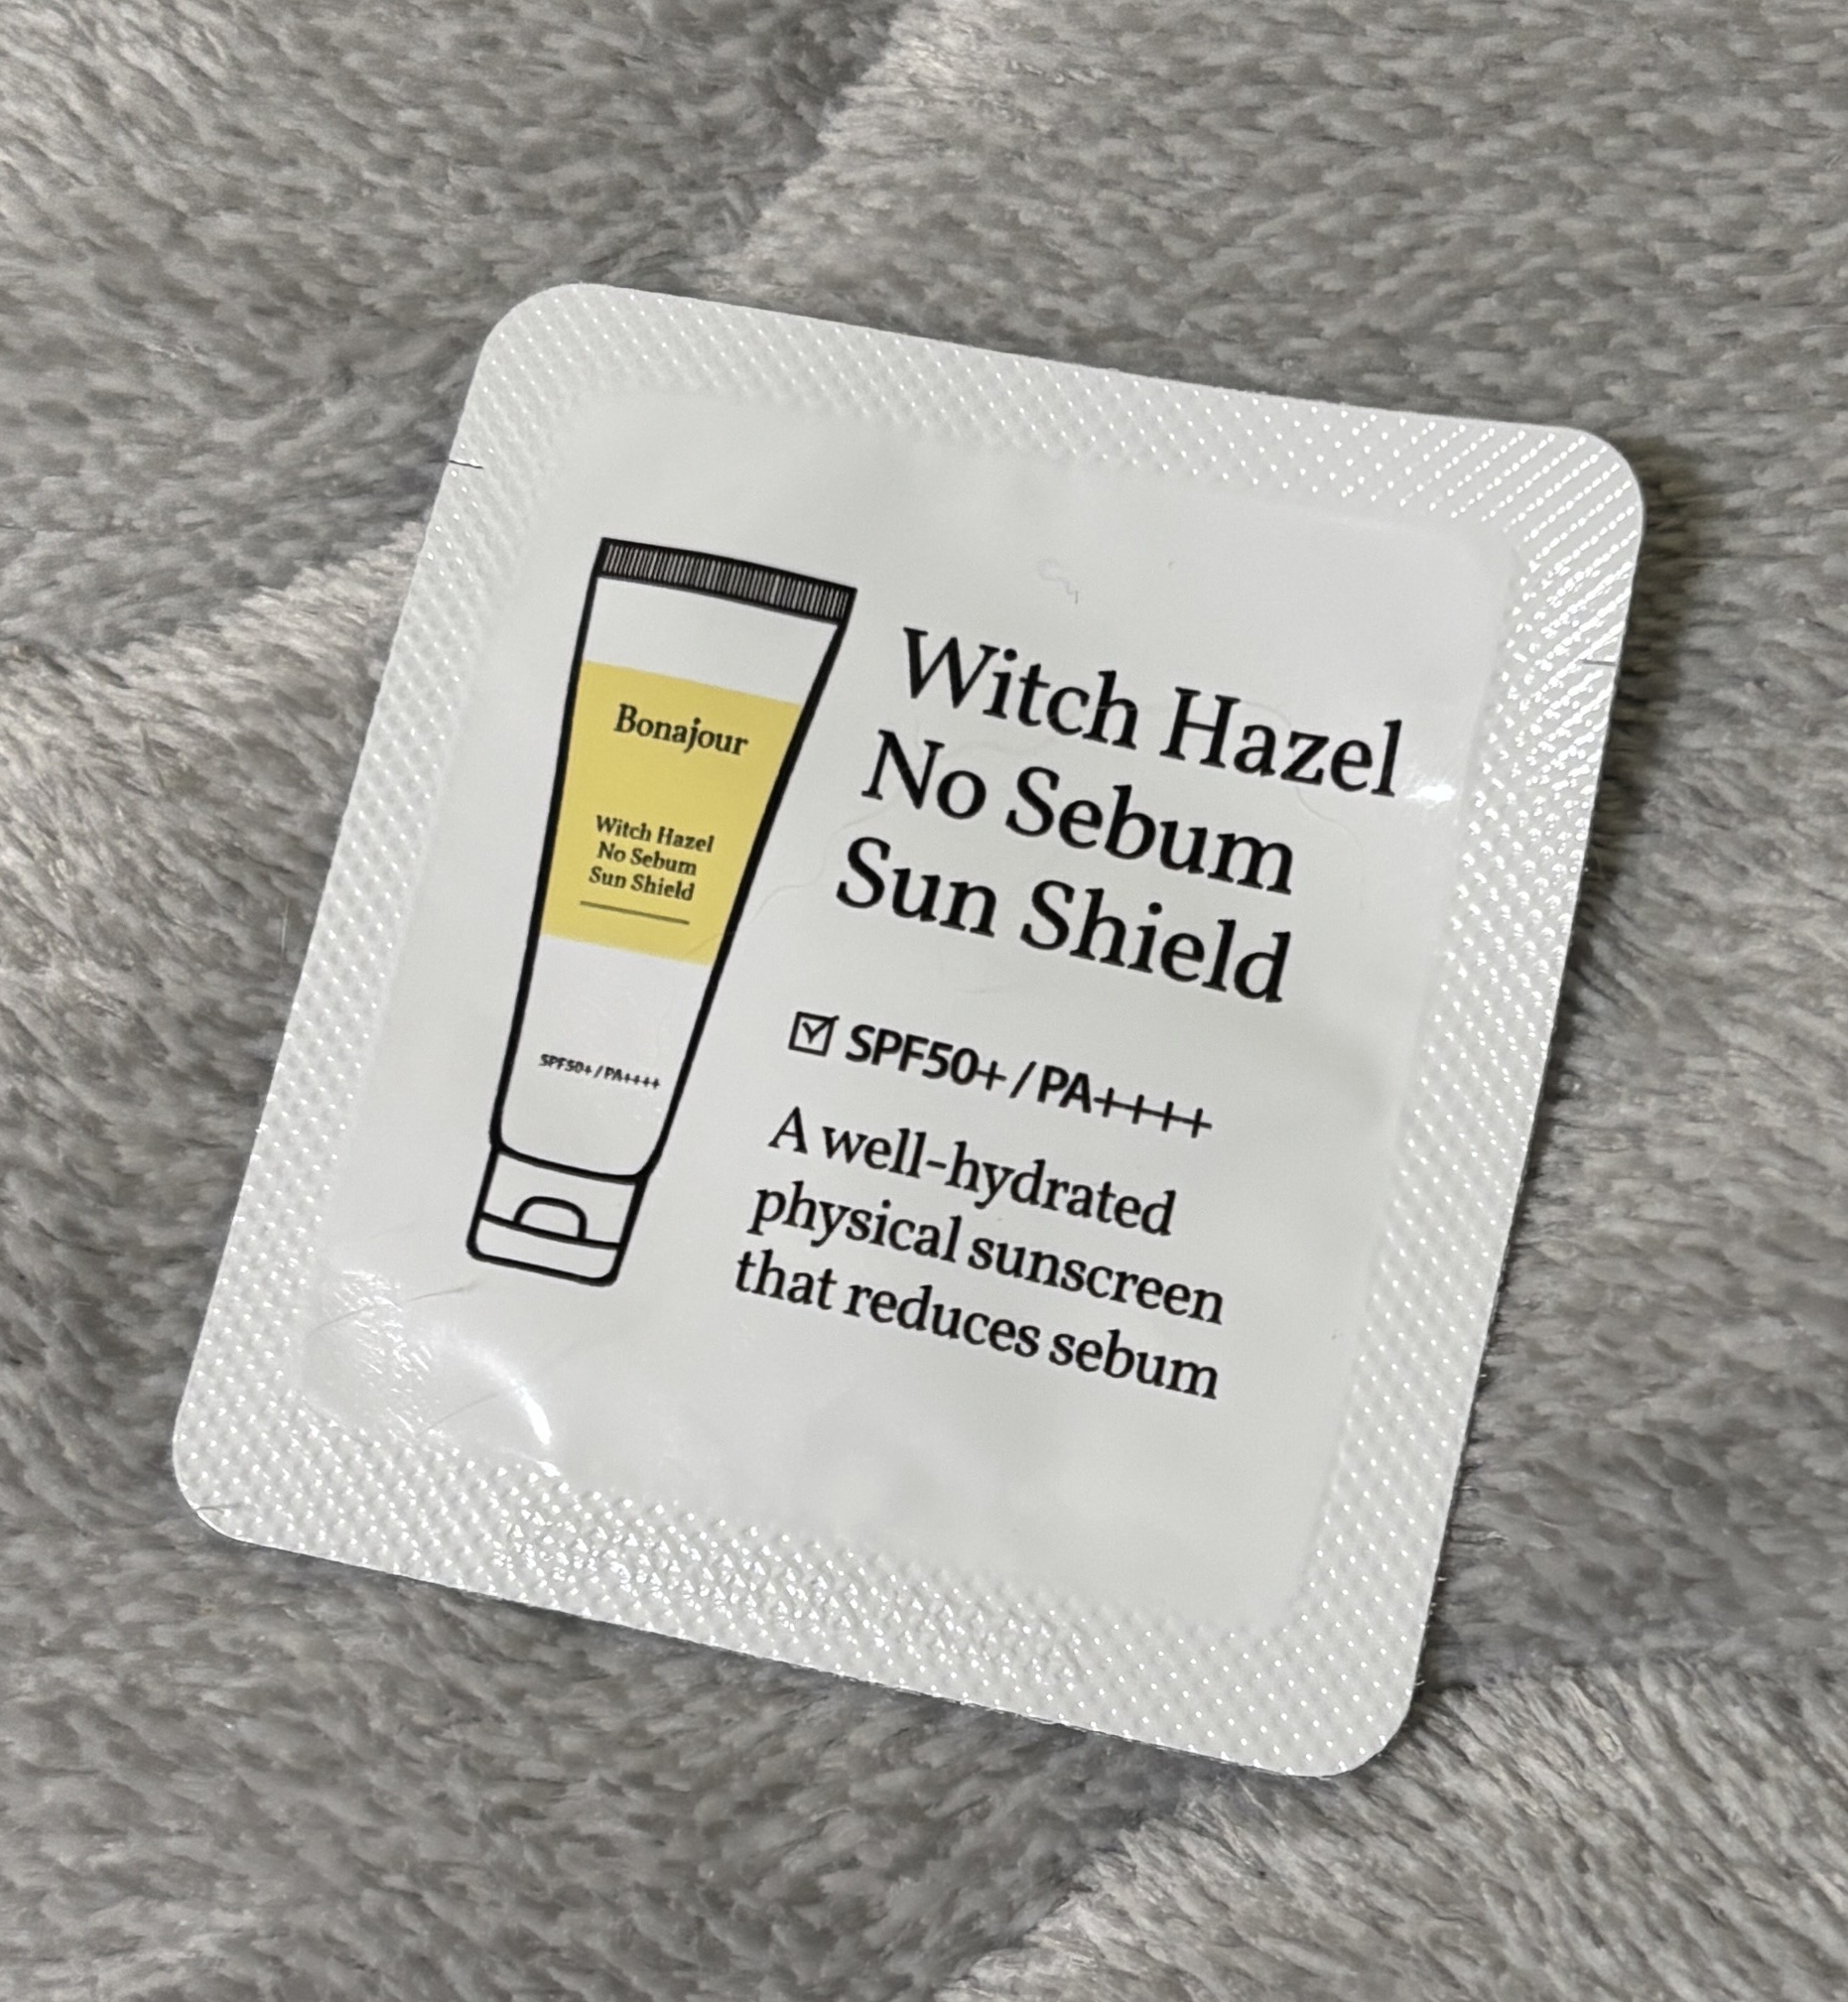 Bonajour
Witch Hazel
No Sebum
Sun Shield
SPF50+/PA++++
Witch Hazel
No Sebum
Sun Shield
SPF50+/PA++++
A well-hydrated
physical sunscreen
that reduces sebum